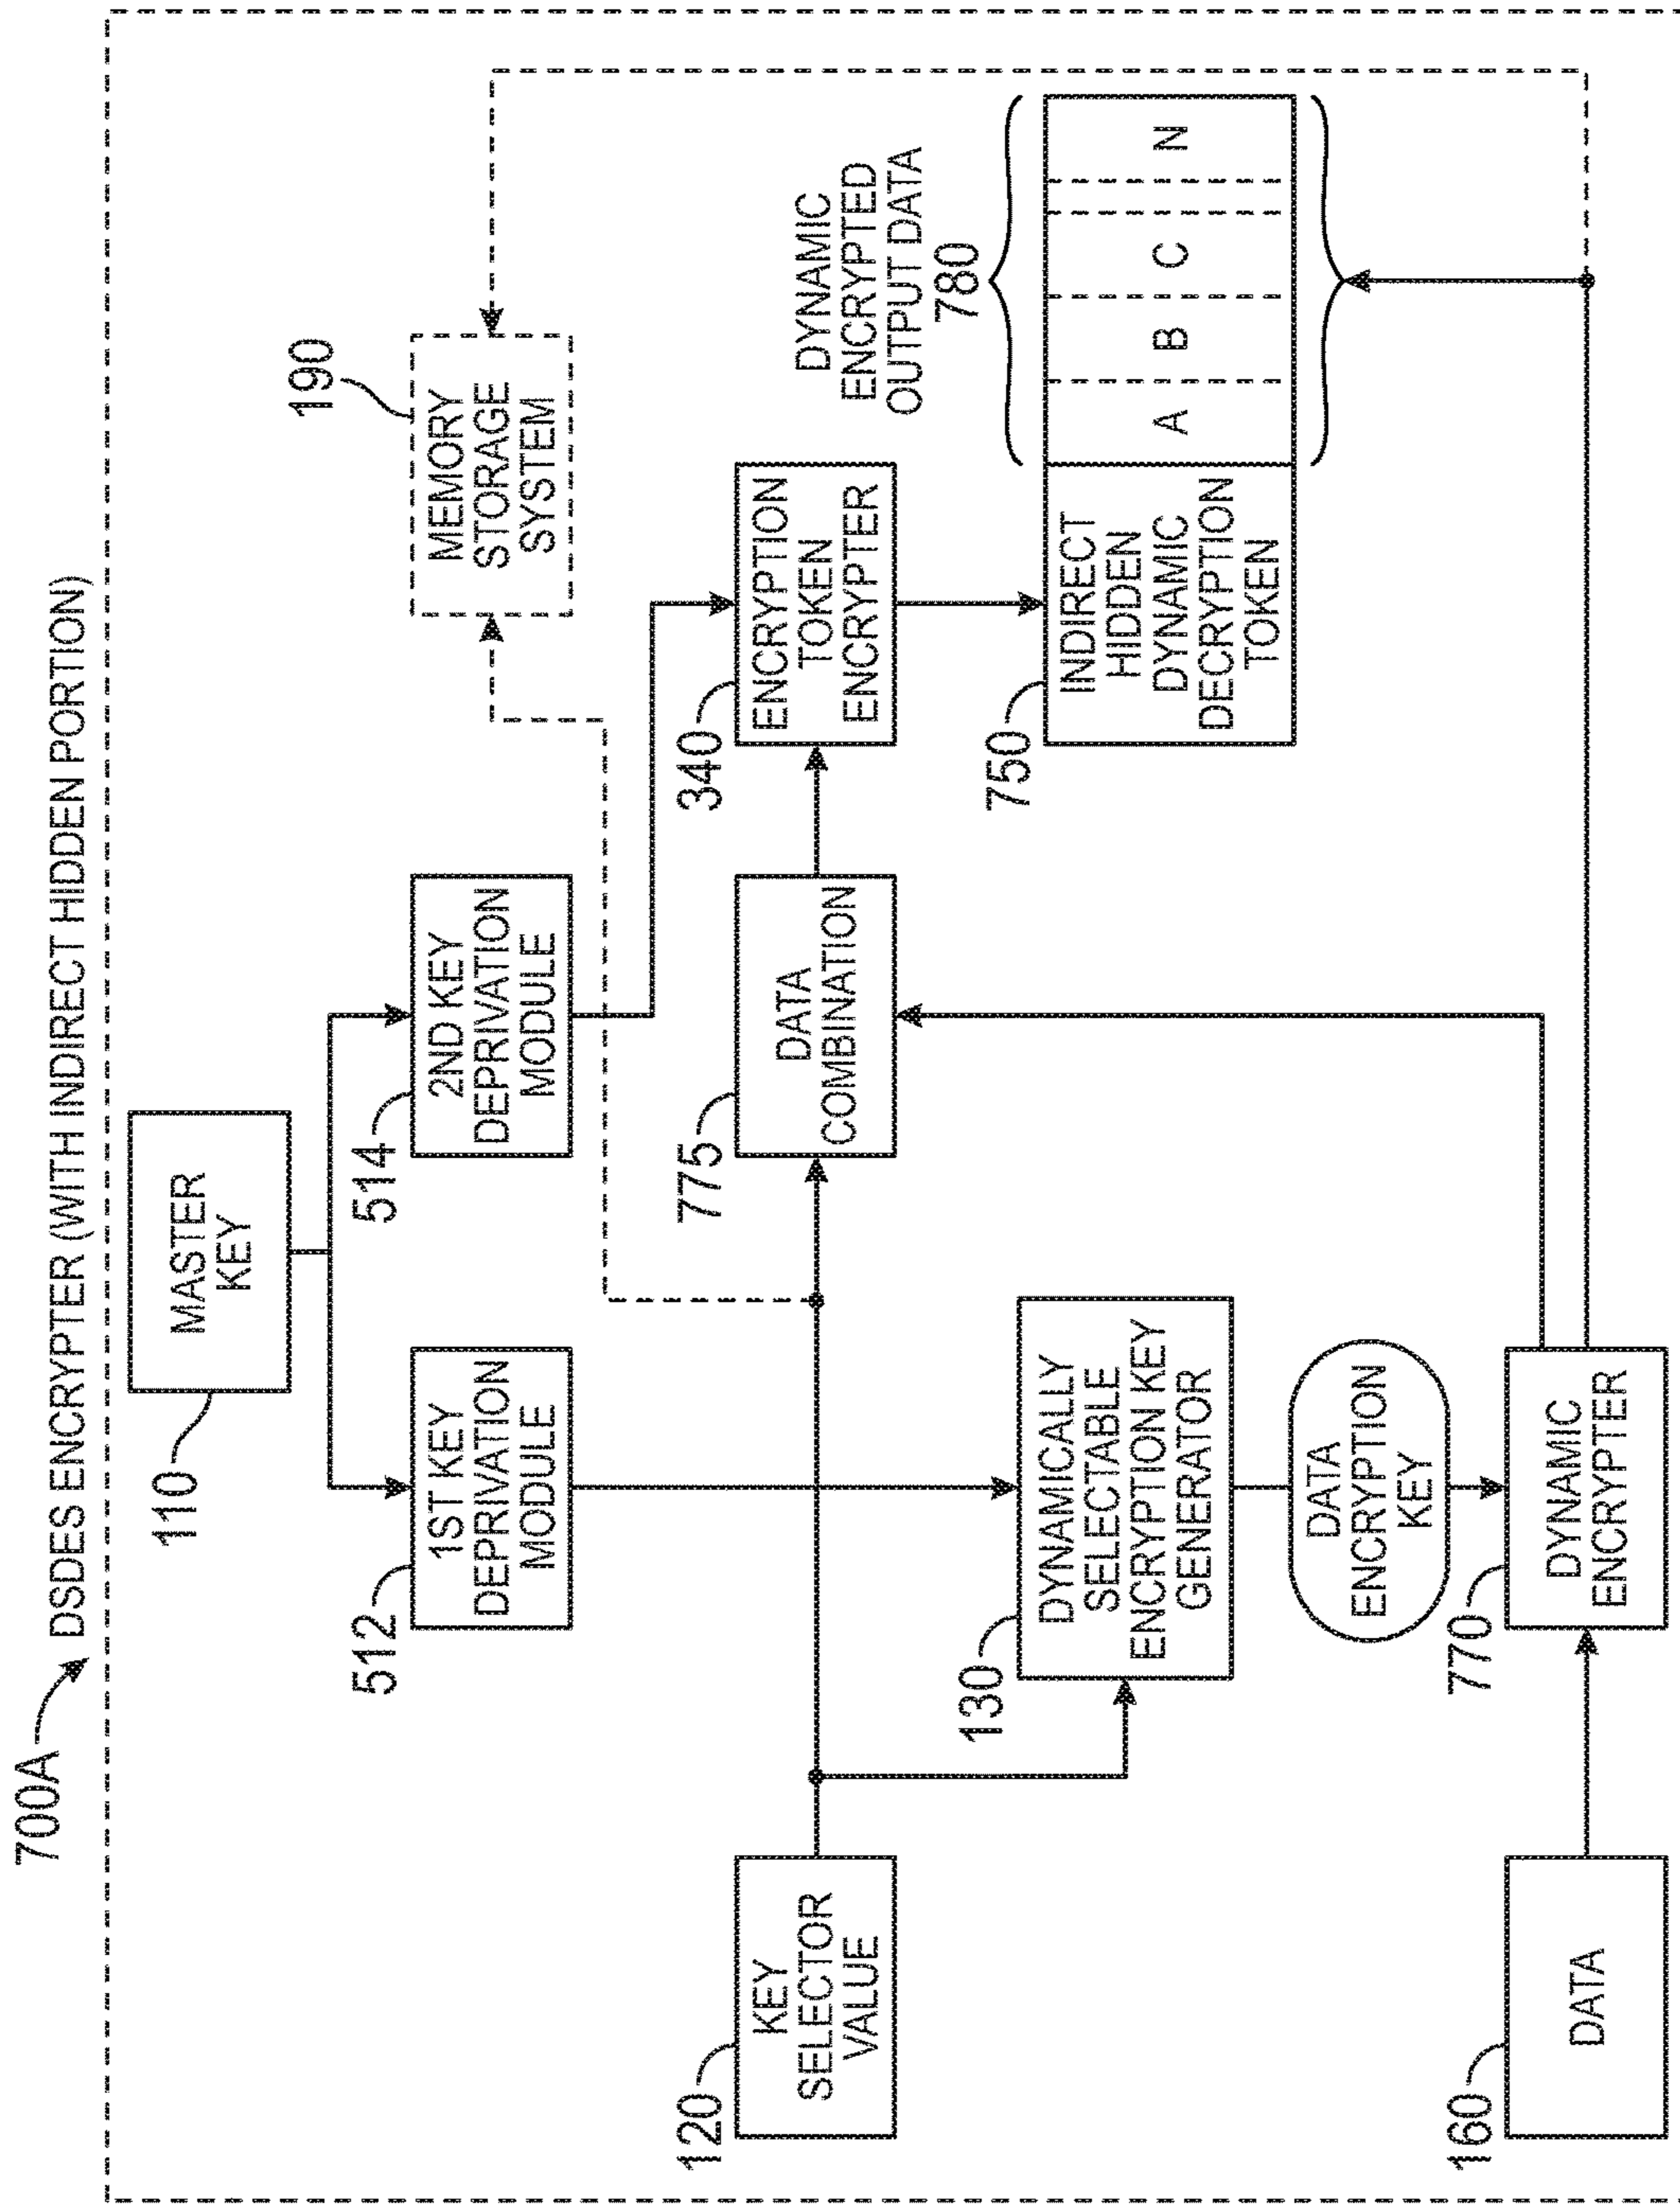 700A
DSDES ENCRYPTER (WITH INDIRECT HIDDEN PORTION)
110
MASTER
KEY
512
1ST KEY
DEPRIVATION
MODULE
514
2ND KEY
DEPRIVATION
MODULE
190
MEMORY
STORAGE
SYSTEM
120
KEY
SELECTOR
VALUE
775
DATA
COMBINATION
340
ENCRYPTION
TOKEN
ENCRYPTER
DYNAMIC
ENCRYPTED
OUTPUT DATA
780
130
DYNAMICALLY
SELECTABLE
ENCRYPTION KEY
GENERATOR
750
INDIRECT
HIDDEN
DYNAMIC
DECRYPTION
TOKEN
A B C N
DATA
ENCRYPTION
KEY
160
DATA
770
DYNAMIC
ENCRYPTER